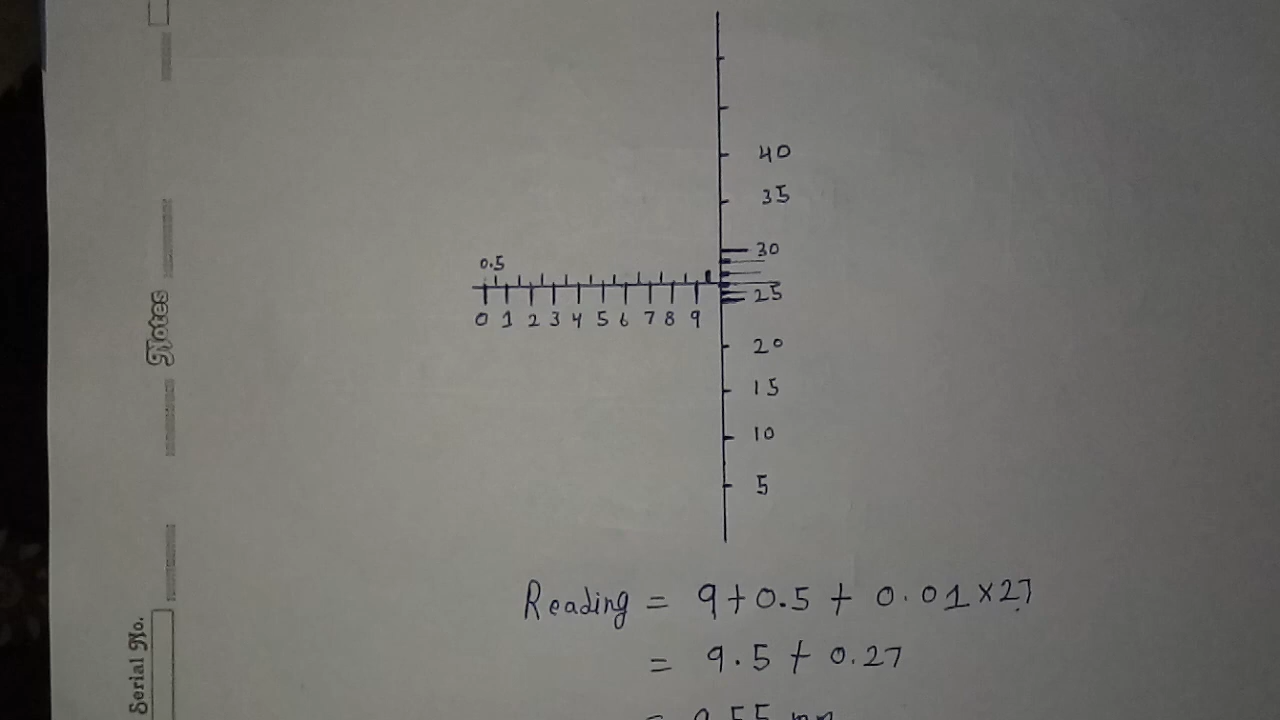 40
35
30
0.5
25
0 1 2 3 4 5 6 7 8 9
20
15
10
5
Reading = 9+0.5 + 0.01×27
= 9.5 + 0.27
Notes
Serial No.